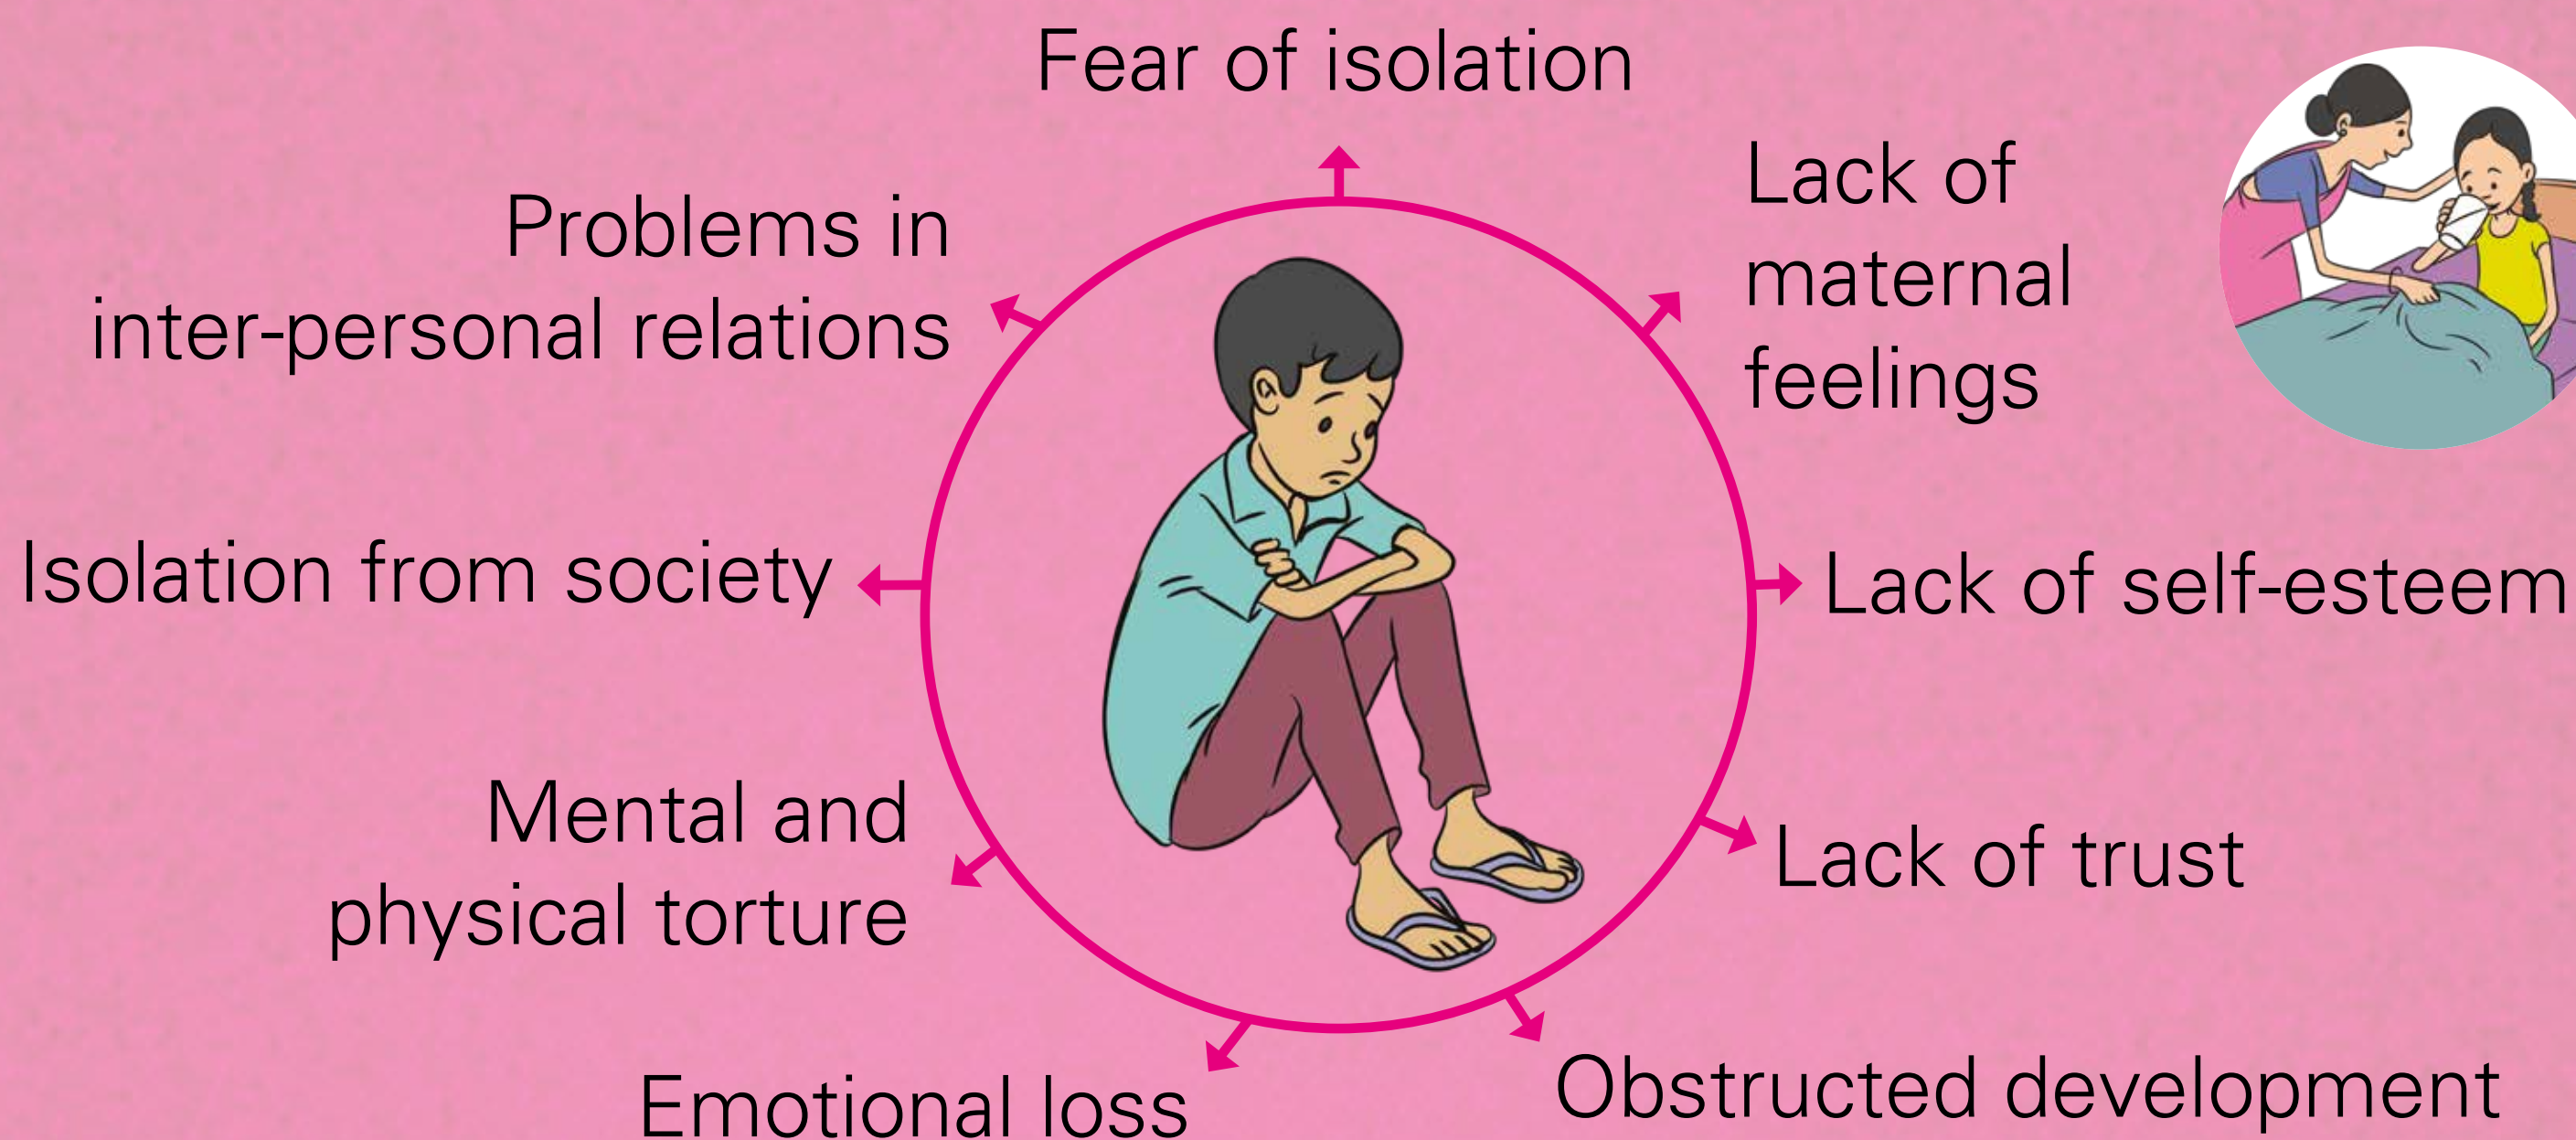 Fear of isolation
Lack of
maternal
feelings
Lack of self-esteem
Lack of trust
Obstructed development
Emotional loss
Mental and
physical torture
Isolation from society
Problems in
inter-personal relations